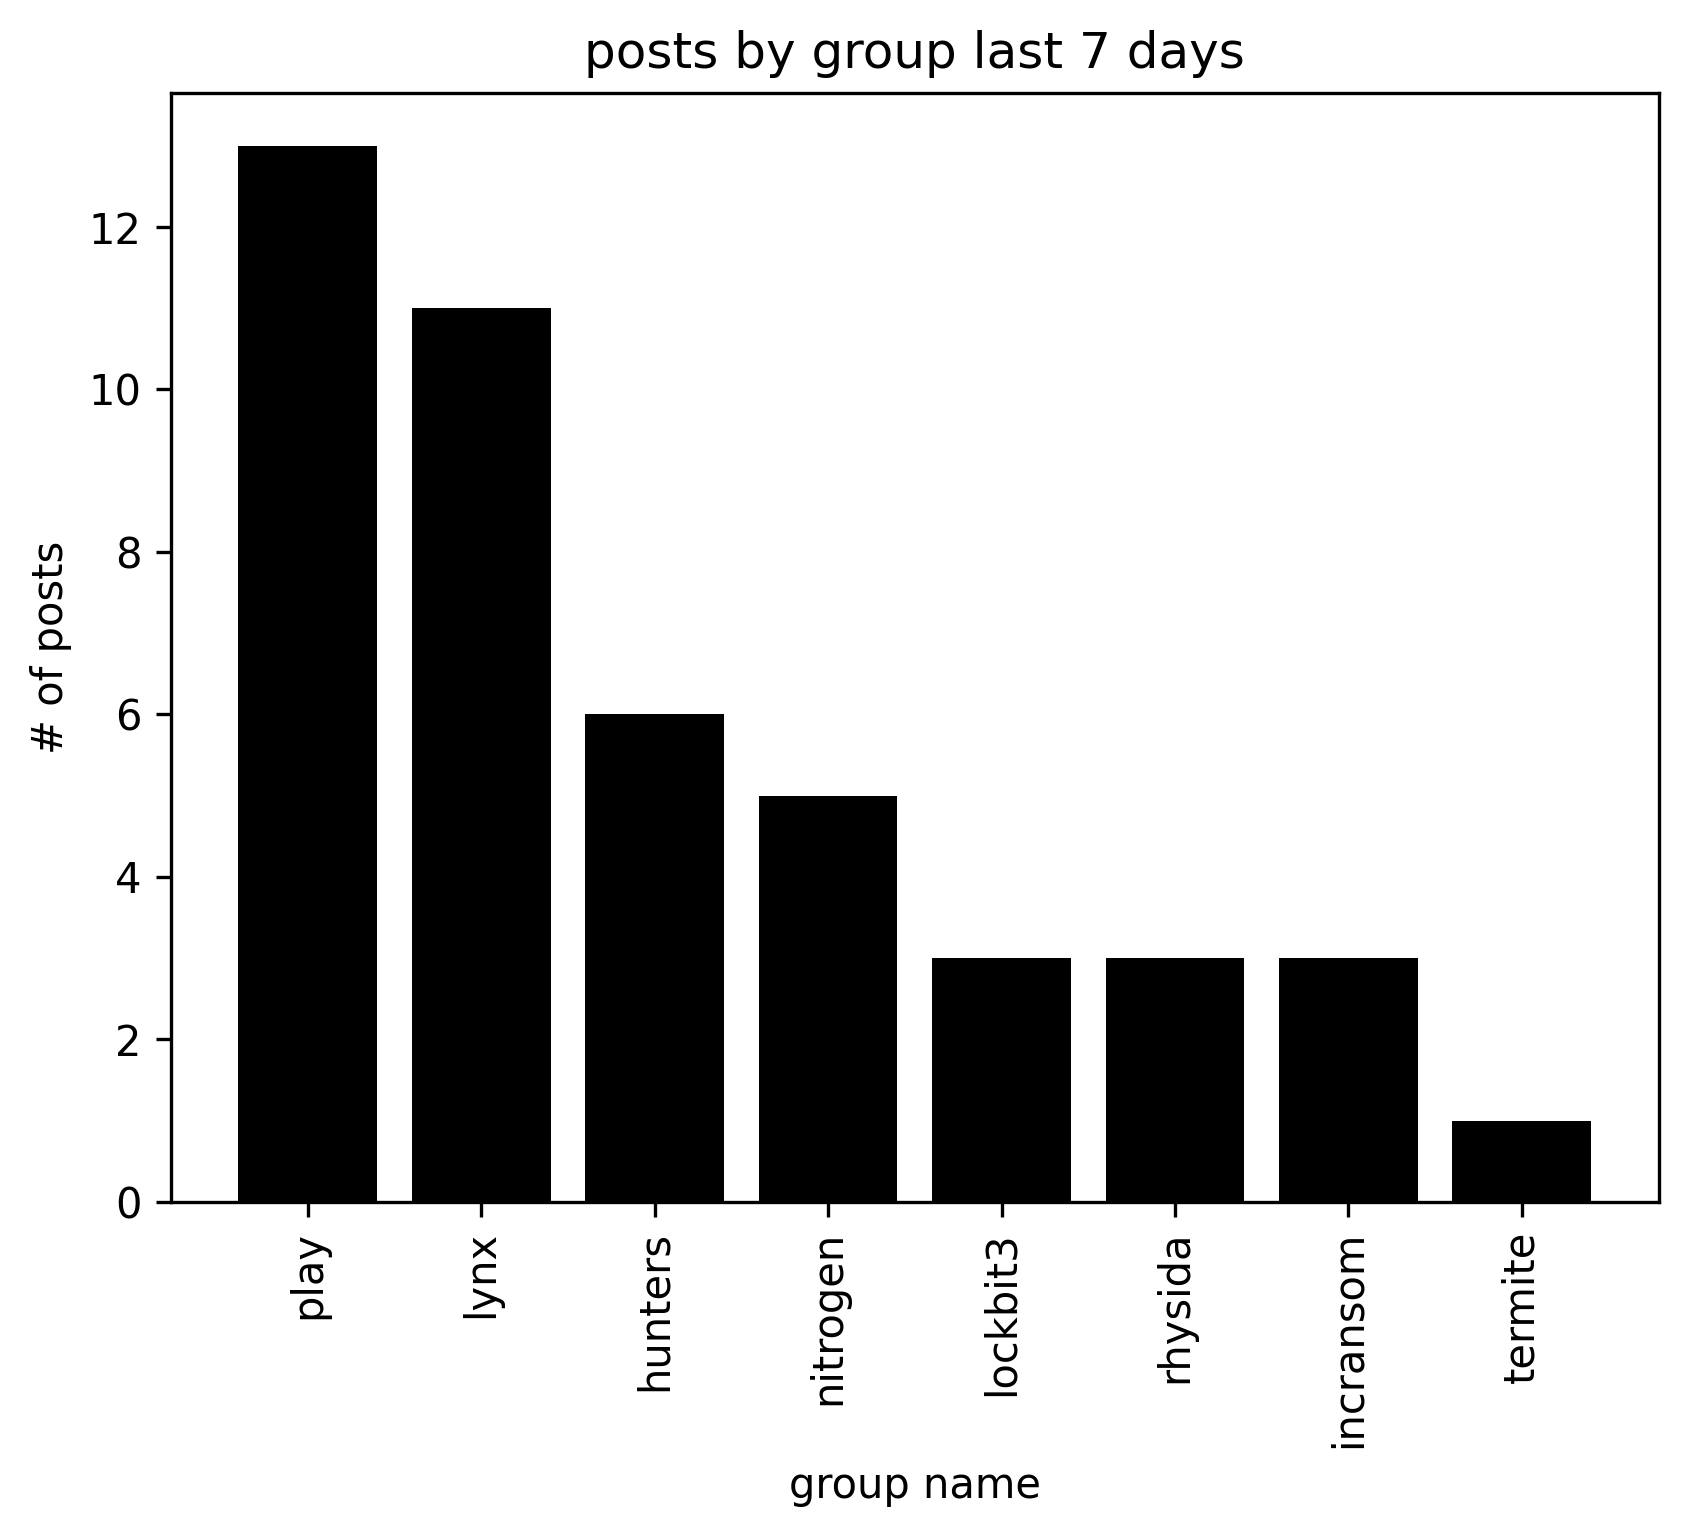 posts by group last 7 days
# of posts
12
10
8
6
4
2
0
play
lynx
hunters
nitrogen
lockbit3
rhysida
incransom
termite
group name